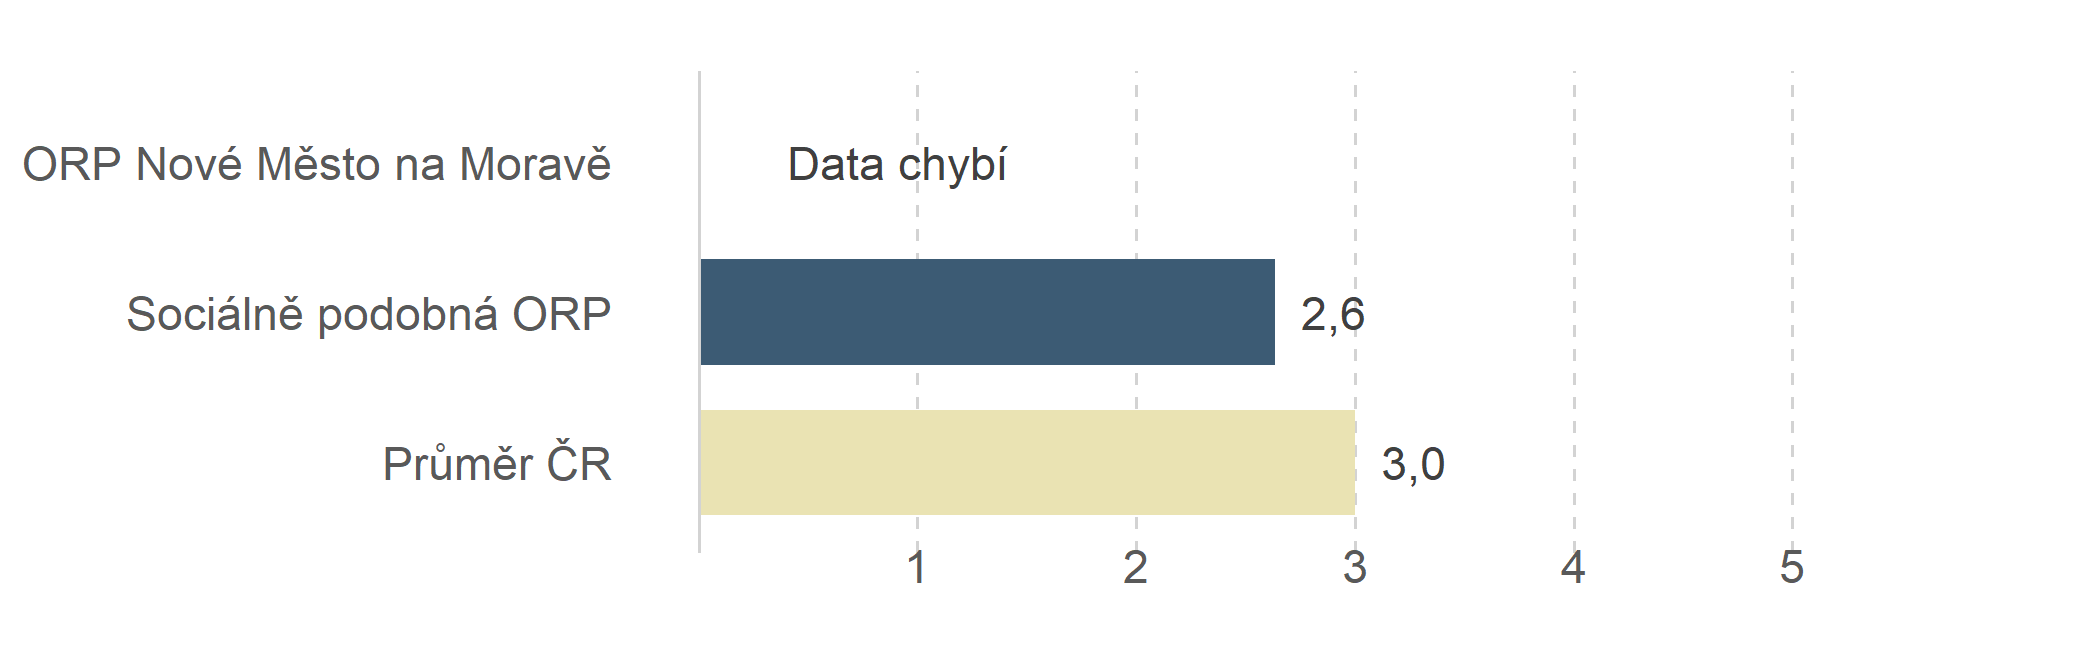 ORP Nové Město na Moravě
Data chybí
Sociálně podobná ORP
2,6
Průměr ČR
3,0
1 2 3 4 5